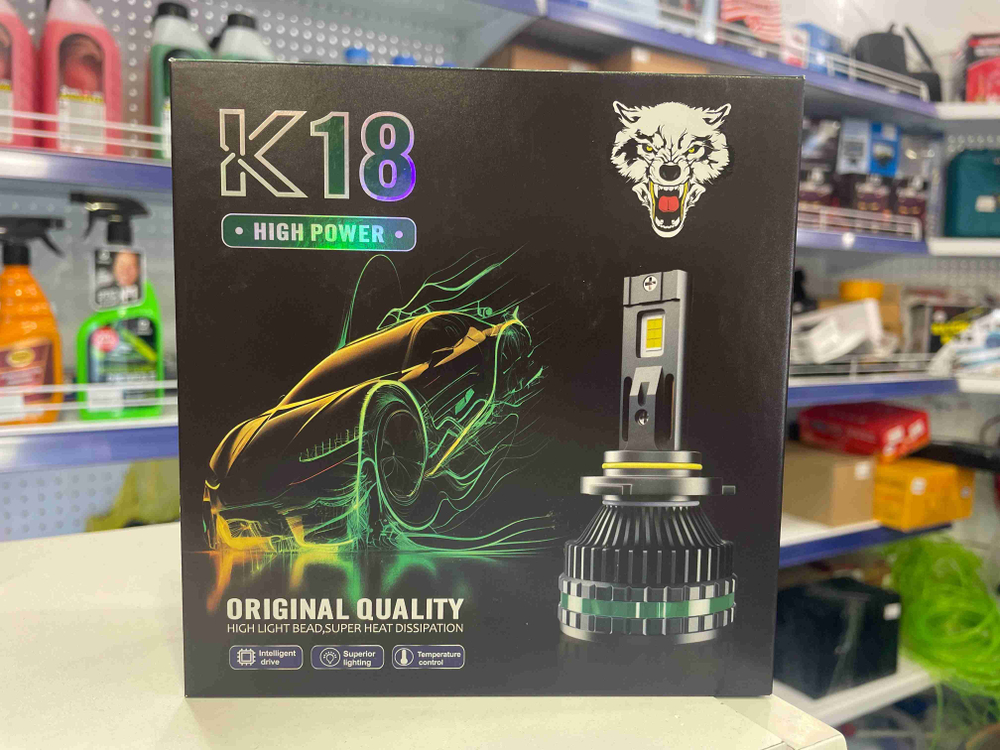 K18
• HIGH POWER •
ORIGINAL QUALITY
HIGH LIGHT BEAD,SUPER HEAT DISSIPATION
Intelligent
drive
Superior
lighting
Temperature
control